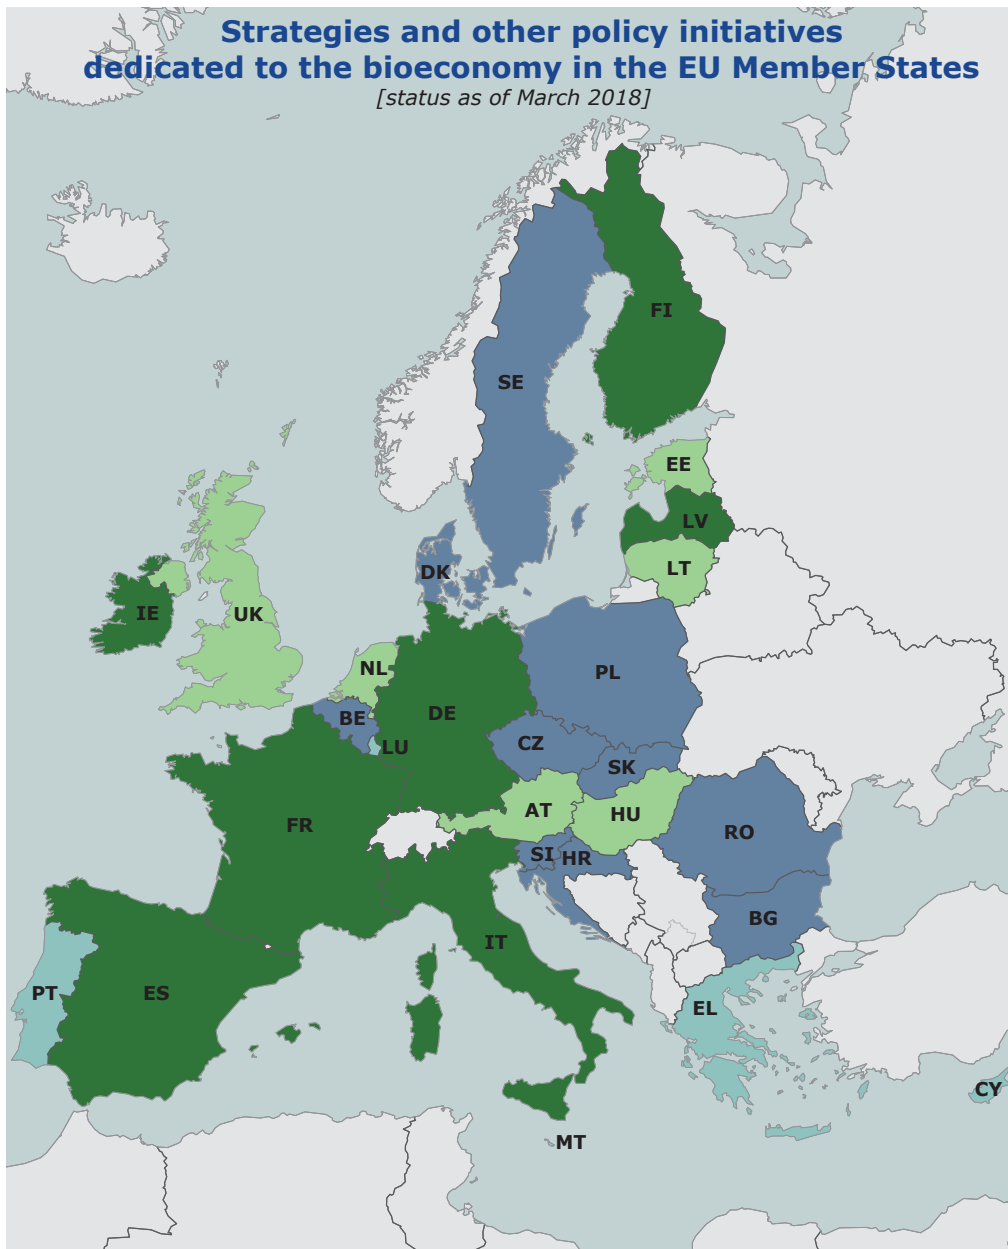 Strategies and other policy initiatives
dedicated to the bioeconomy in the EU Member States
[status as of March 2018]
FI
SE
EE
LV
LT
DK
IE
UK
NL
PL
BE
DE
LU
CZ
SK
AT
HU
FR
RO
SI
HR
BG
IT
PT
ES
EL
CY
MT